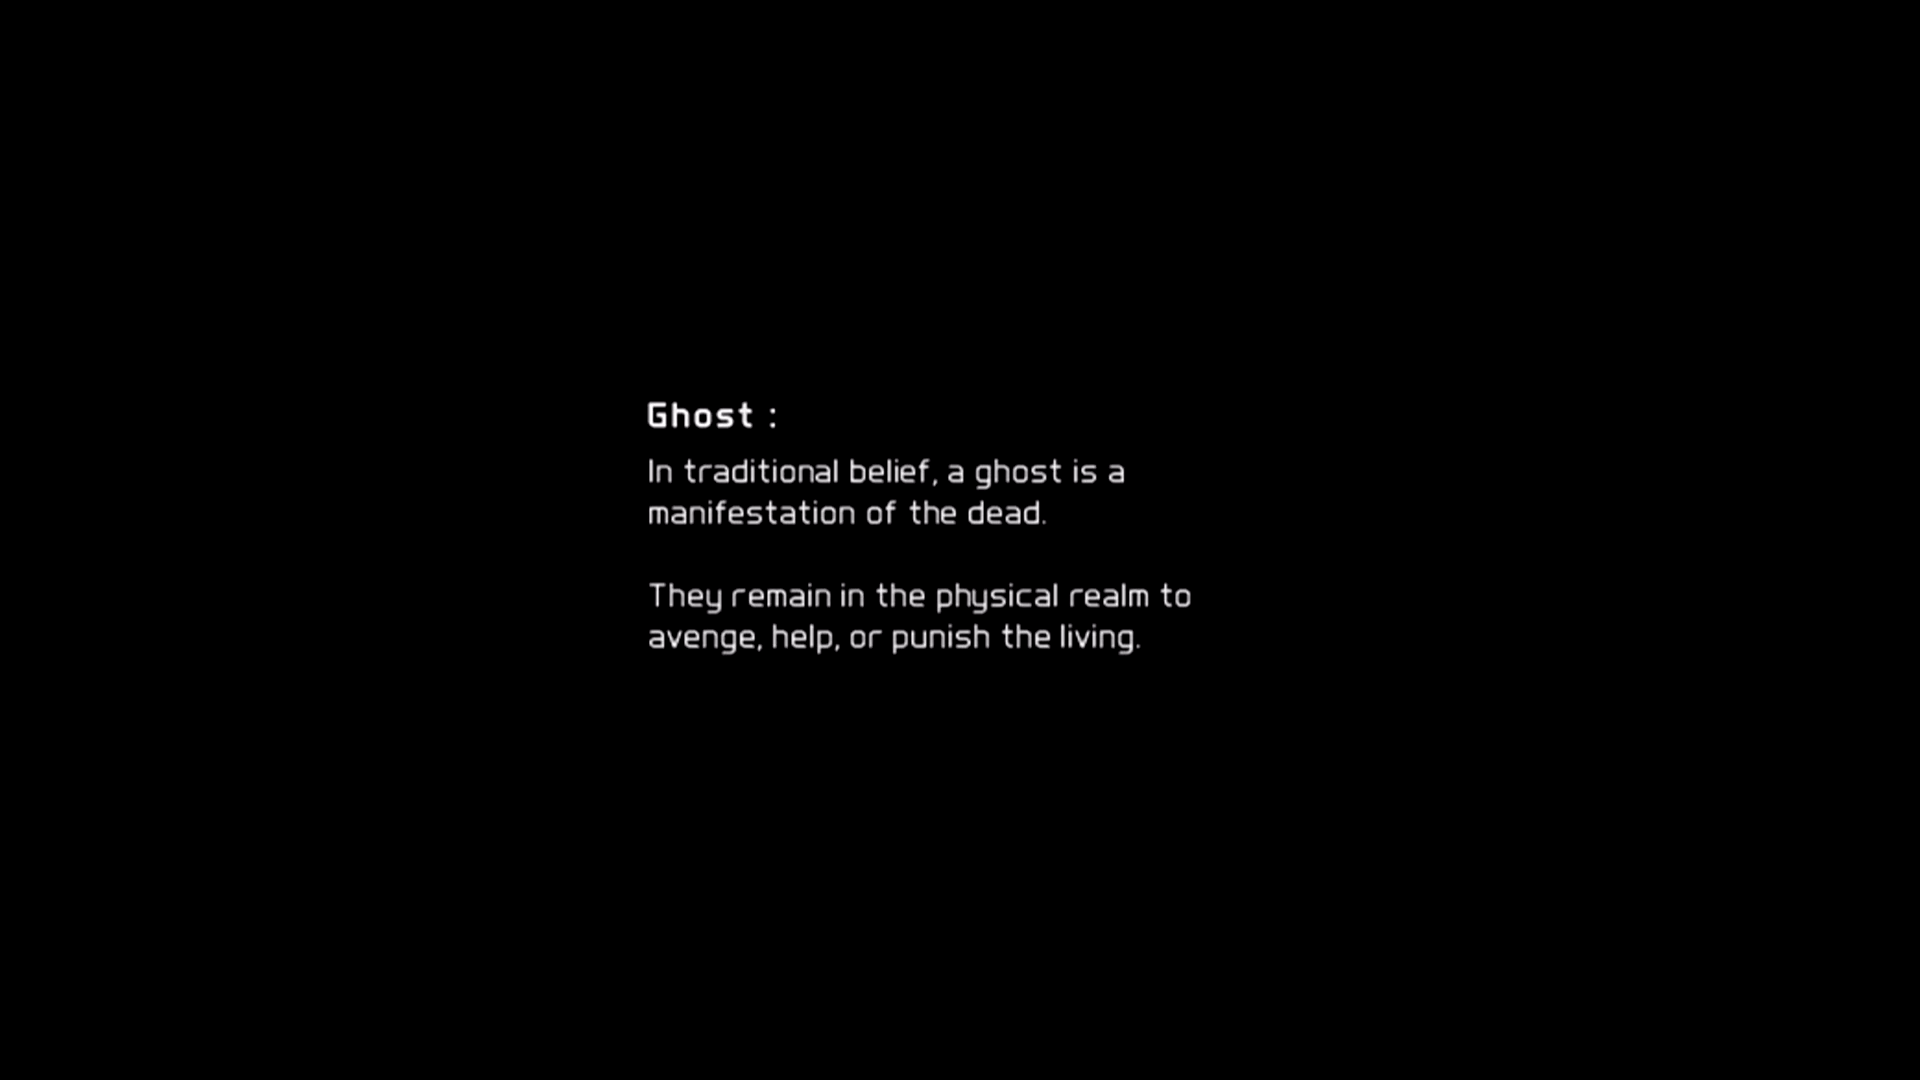 Ghost :
In traditional belief, a ghost is a
manifestation of the dead.
They remain in the physical realm to
avenge, help, or punish the living.